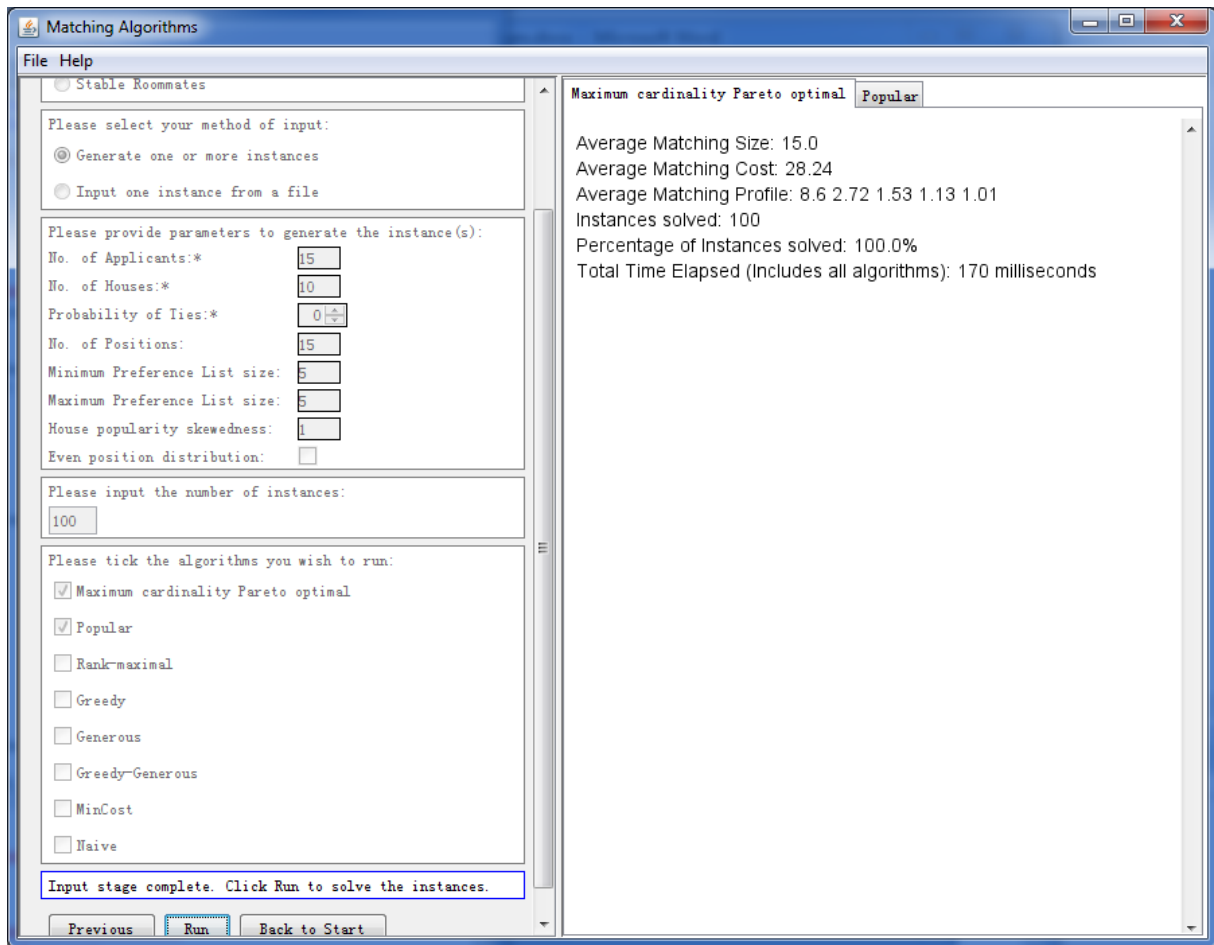 Matching Algorithms
File Help
Stable Roommates
Please select your method of input:
Generate one or more instances
Input one instance from a file
Please provide parameters to generate the instance(s):
No. of Applicants:* 15
No. of Houses:* 10
Probability of Ties:* 0
No. of Positions: 15
Minimum Preference List size: 5
Maximum Preference List size: 5
House popularity skewedness: 1
Even position distribution:
Please input the number of instances:
100
Please tick the algorithms you wish to run:
Maximum cardinality Pareto optimal
Popular
Rank-maximal
Greedy
Generous
Greedy-Generous
MinCost
Naive
Input stage complete. Click Run to solve the instances.
Previous Run Back to Start
Maximum cardinality Pareto optimal Popular
Average Matching Size: 15.0
Average Matching Cost: 28.24
Average Matching Profile: 8.6 2.72 1.53 1.13 1.01
Instances solved: 100
Percentage of Instances solved: 100.0%
Total Time Elapsed (Includes all algorithms): 170 milliseconds